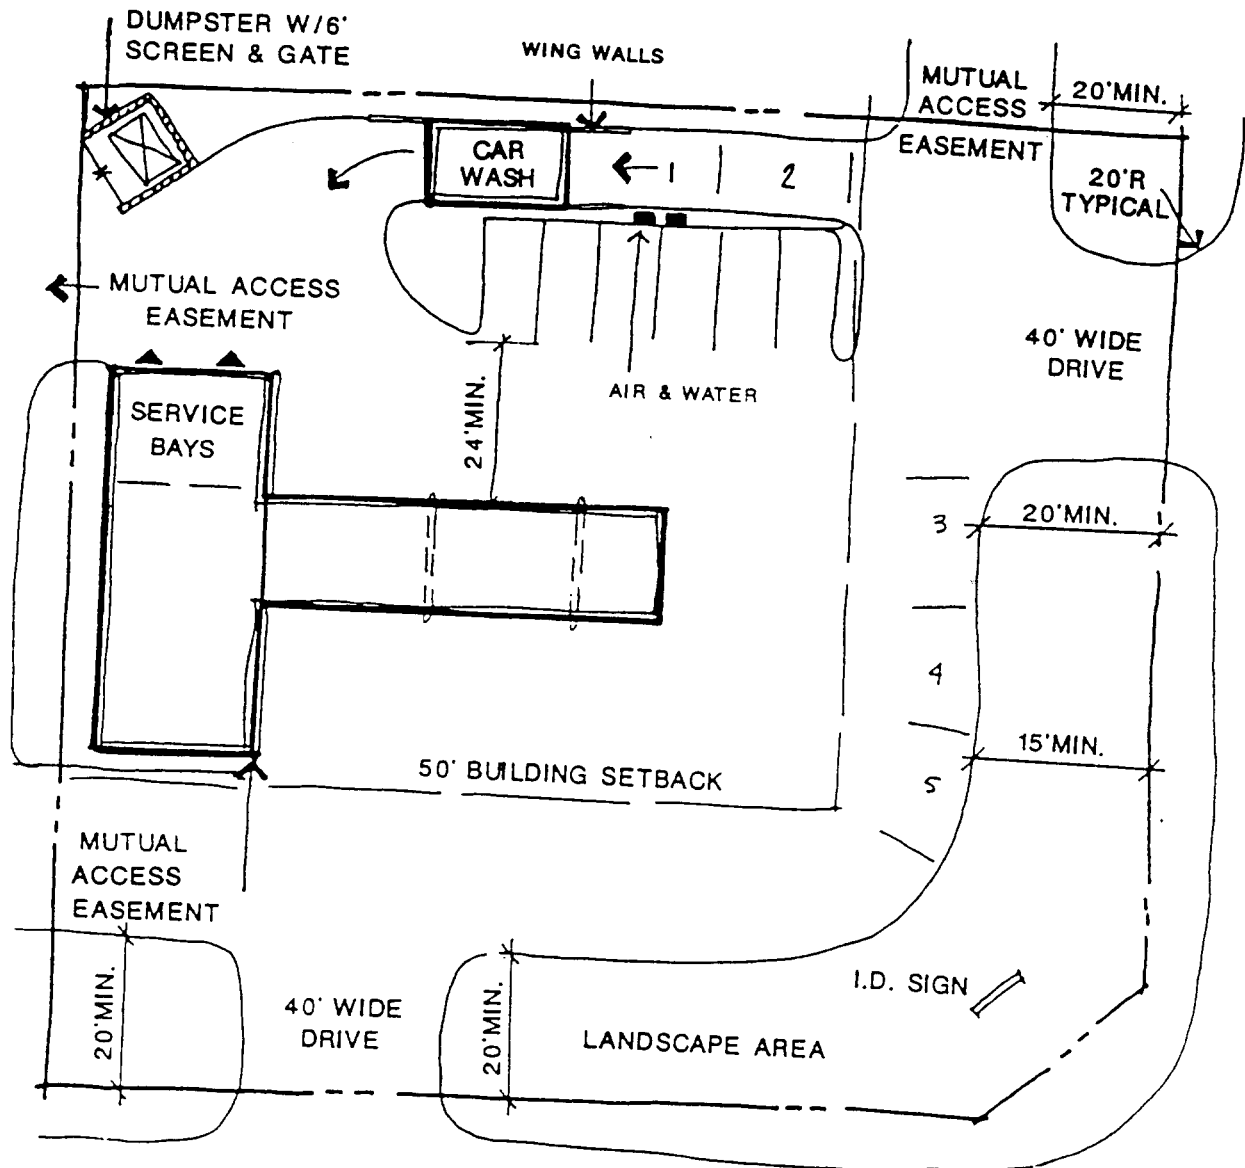 DUMPSTER W/6'
SCREEN & GATE
WING WALLS
MUTUAL
ACCESS
EASEMENT
20'MIN.
CAR
WASH
1
2
20'R
TYPICAL
MUTUAL ACCESS
EASEMENT
40' WIDE
DRIVE
AIR & WATER
24'MIN.
SERVICE
BAYS
3
20'MIN.
4
15'MIN.
50' BUILDING SETBACK
5
MUTUAL
ACCESS
EASEMENT
I.D. SIGN
20'MIN.
40' WIDE
DRIVE
20'MIN.
LANDSCAPE AREA